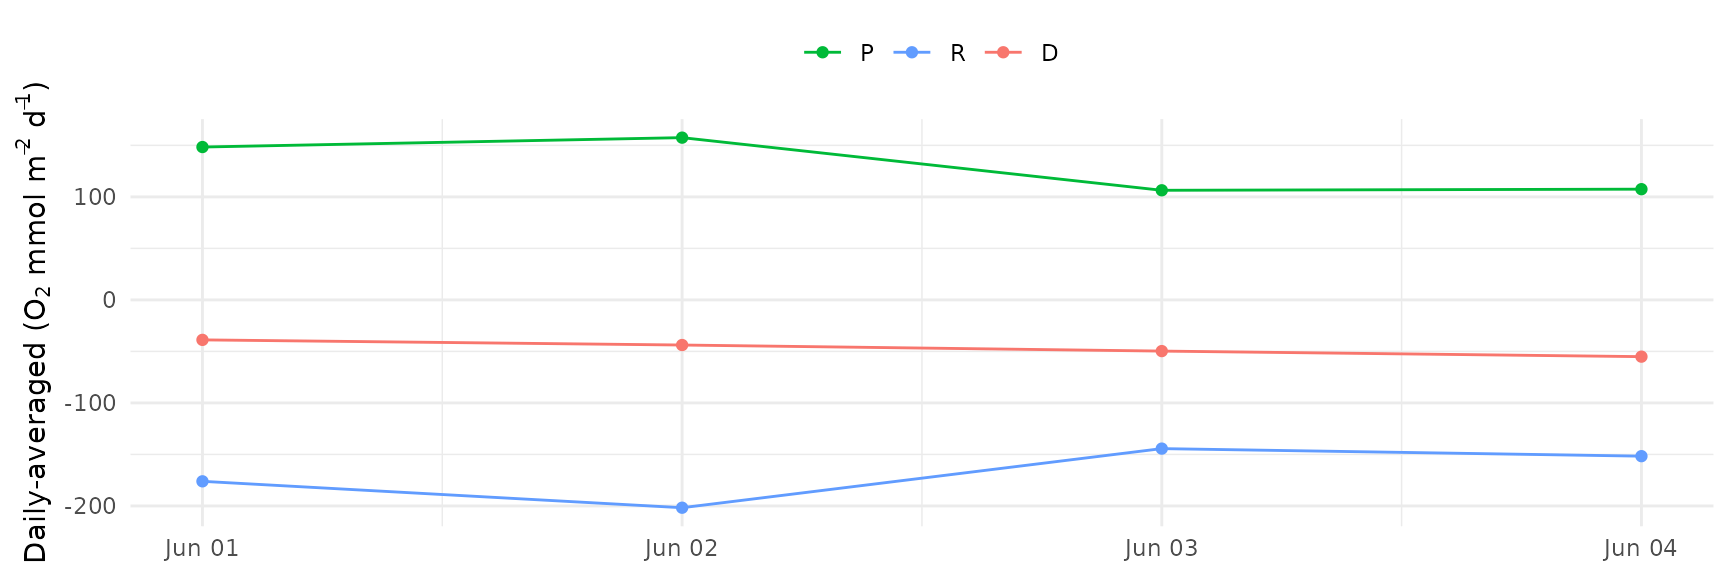 P R D
Daily-averaged (O₂ mmol m⁻² d⁻¹)
100
0
-100
-200
Jun 01 Jun 02 Jun 03 Jun 04